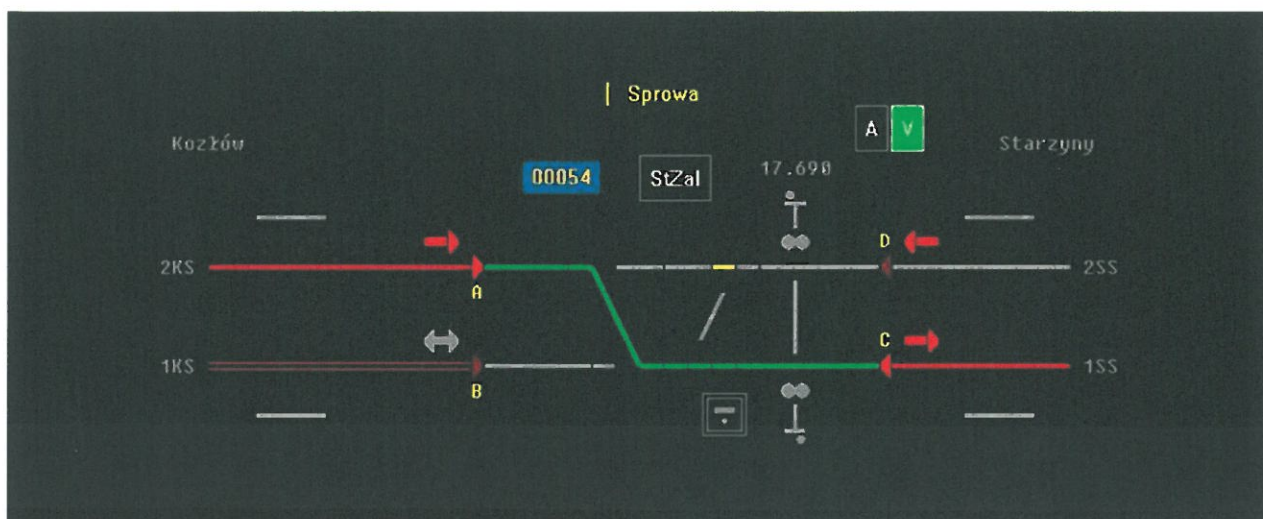 Sprowa
A V
Kozłów Starzyny
00054 StZal 17.690
D
2KS 2SS
A
C
1KS 1SS
B